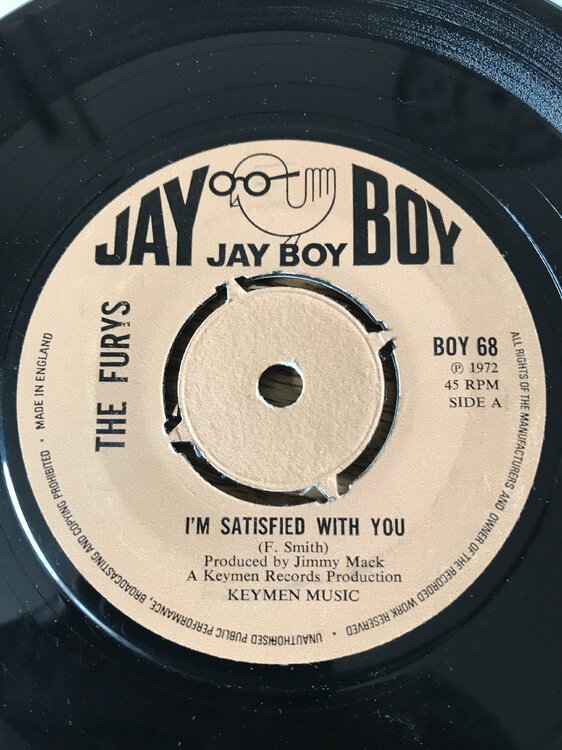 JAY BOY
JAY BOY
THE FURYS
BOY 68
Ⓟ 1972
45 RPM
SIDE A
I'M SATISFIED WITH YOU
(F. Smith)
Produced by Jimmy Mack
A Keymen Records Production
KEYMEN MUSIC
ALL RIGHTS OF THE MANUFACTURERS AND OWNER OF THE RECORDED WORK RESERVED • UNAUTHORISED PUBLIC PERFORMANCE, BROADCASTING AND COPYING PROHIBITED • MADE IN ENGLAND